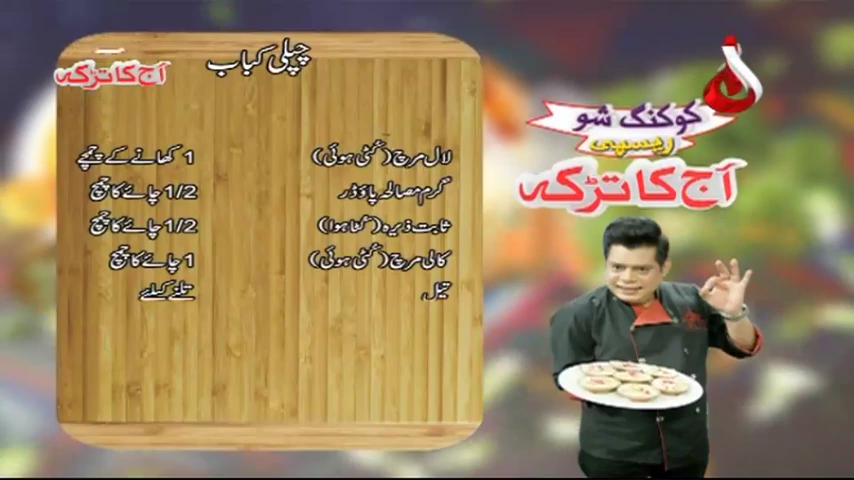 چپلی کباب
آج کا تڑکہ
لال مرچ (کٹی ہوئی) 1 کھانے کے چمچے
گرم مصالحہ پاؤڈر 1/2 چائے کا چمچ
ثابت ذیرہ (کٹا ہوا) 1/2 چائے کا چمچ
کالی مرچ (کٹی ہوئی) 1 چائے کا چمچ
تیل تلنے کیلئے
کوکنگ شو
ریسپی
آج کا تڑکہ